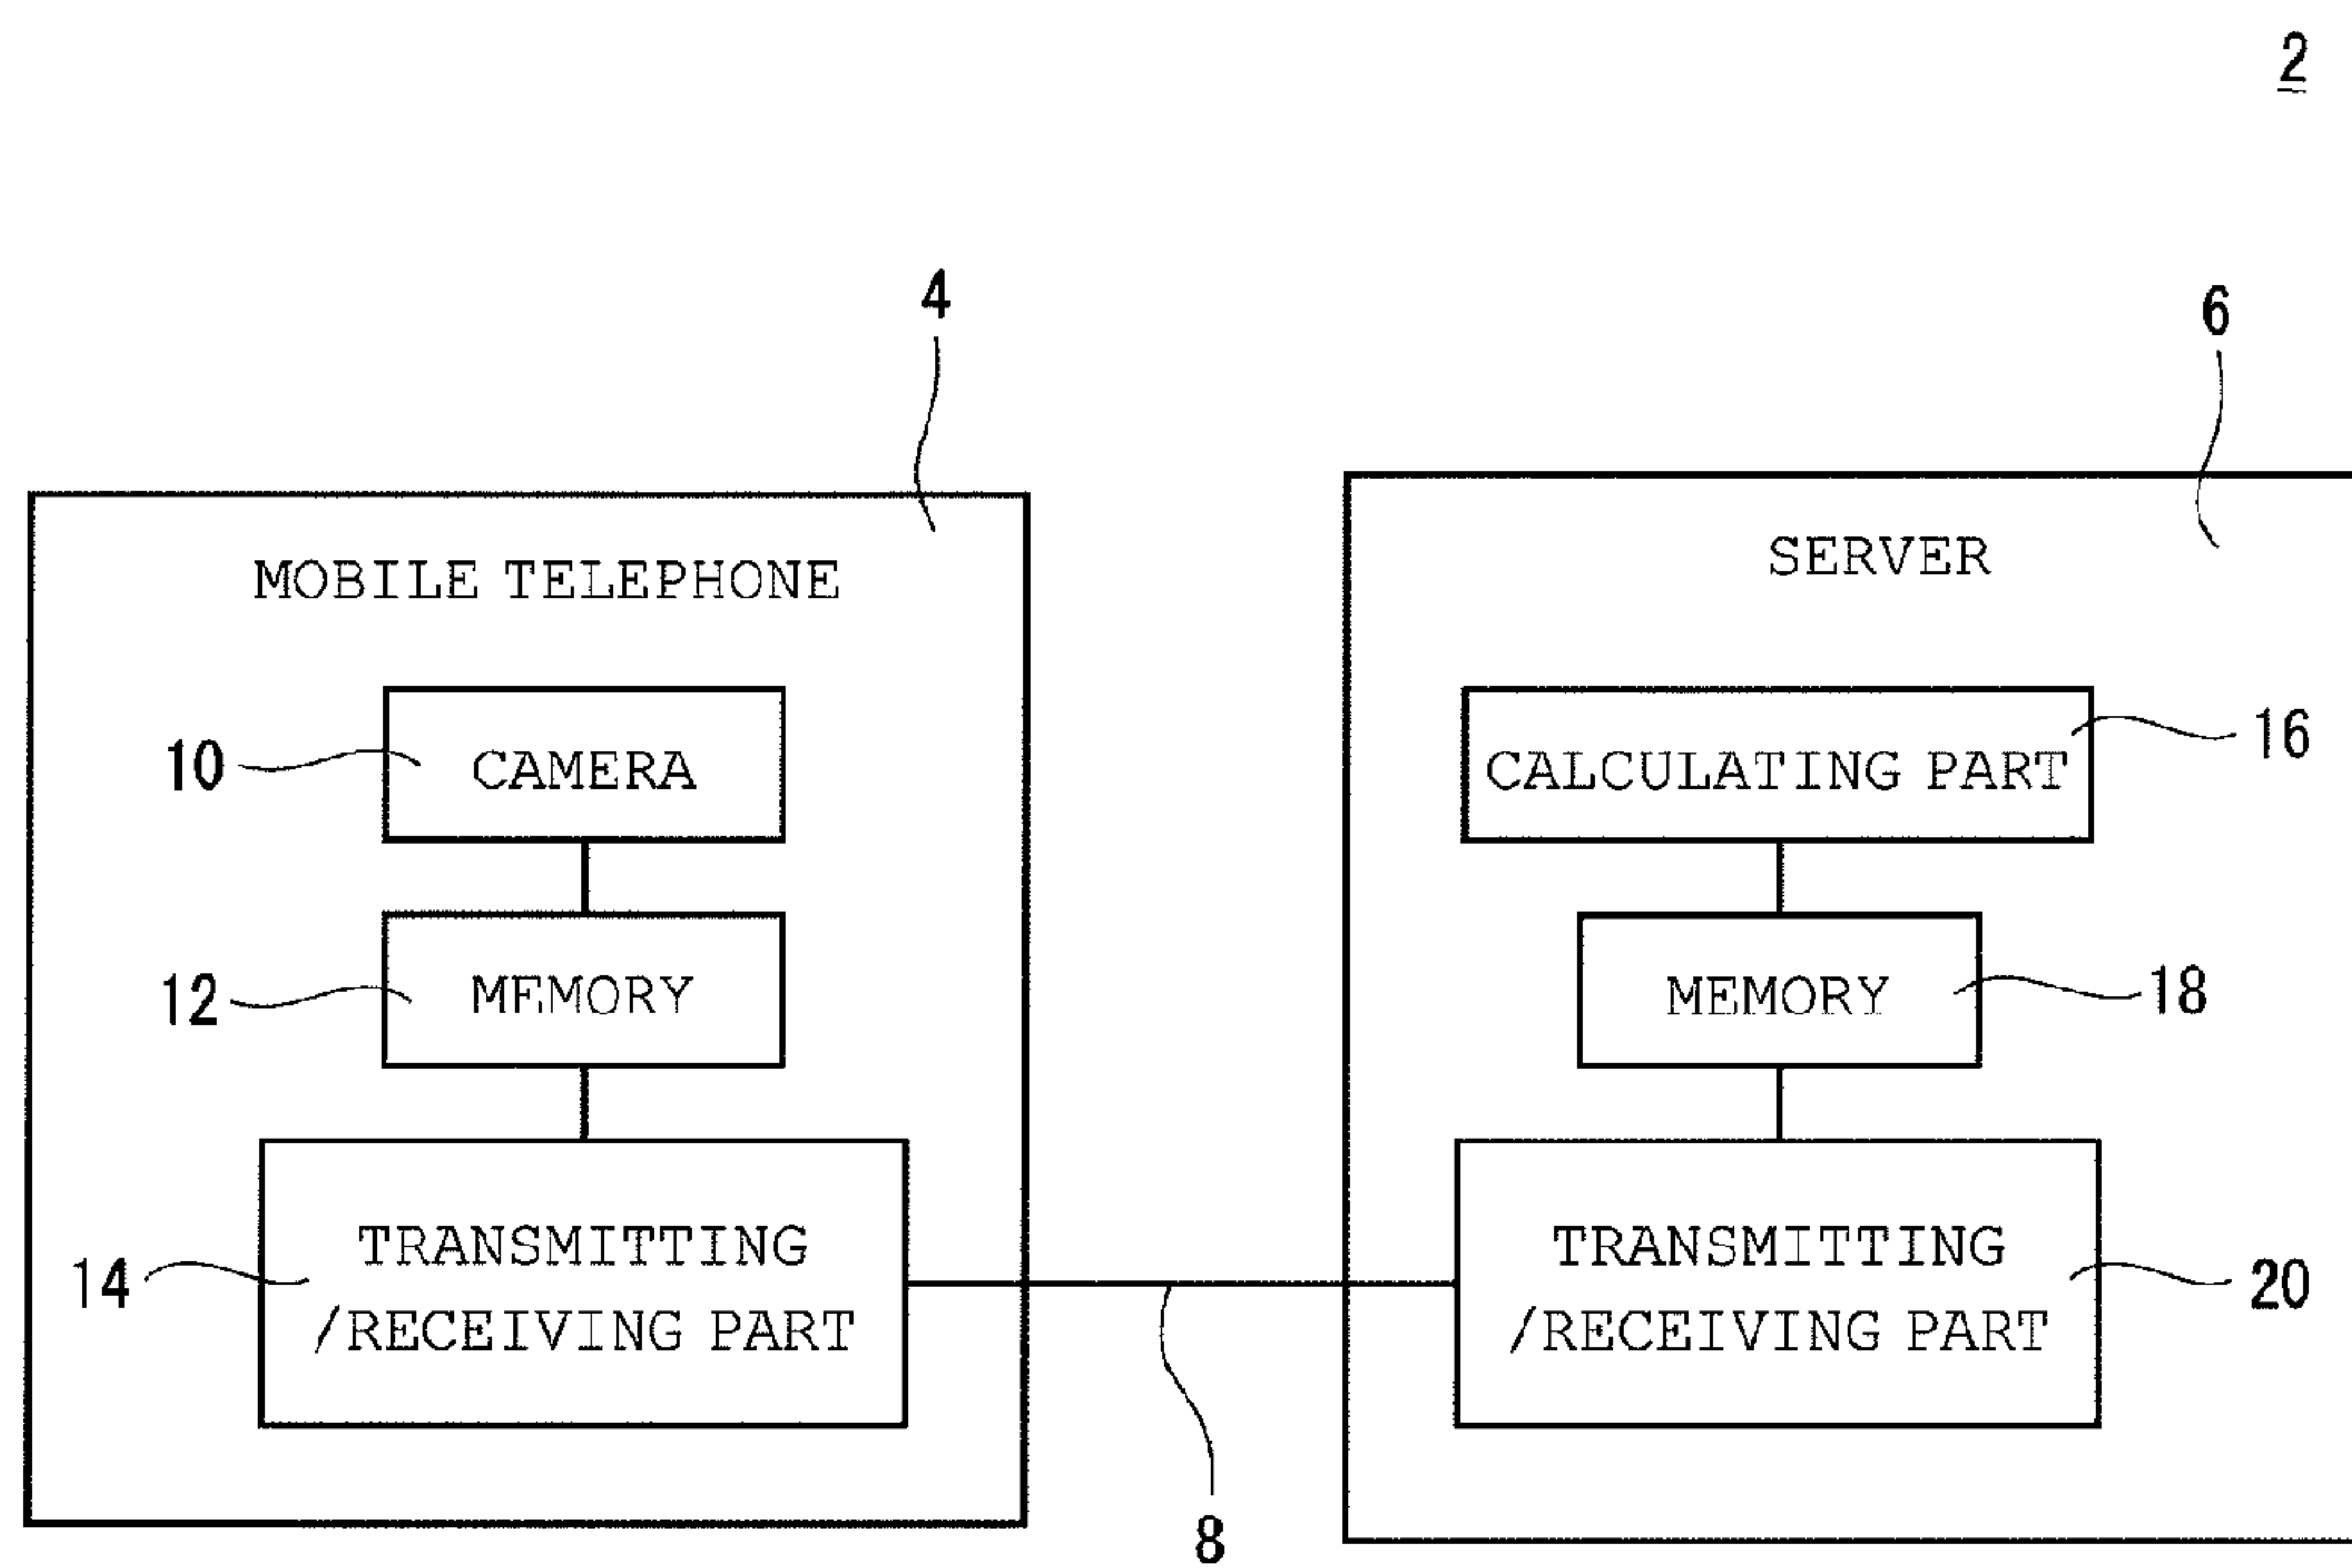 2
4
6
MOBILE TELEPHONE
SERVER
10
CAMERA
CALCULATING PART
16
12
MEMORY
MEMORY
18
14
TRANSMITTING
/RECEIVING PART
TRANSMITTING
/RECEIVING PART
20
8